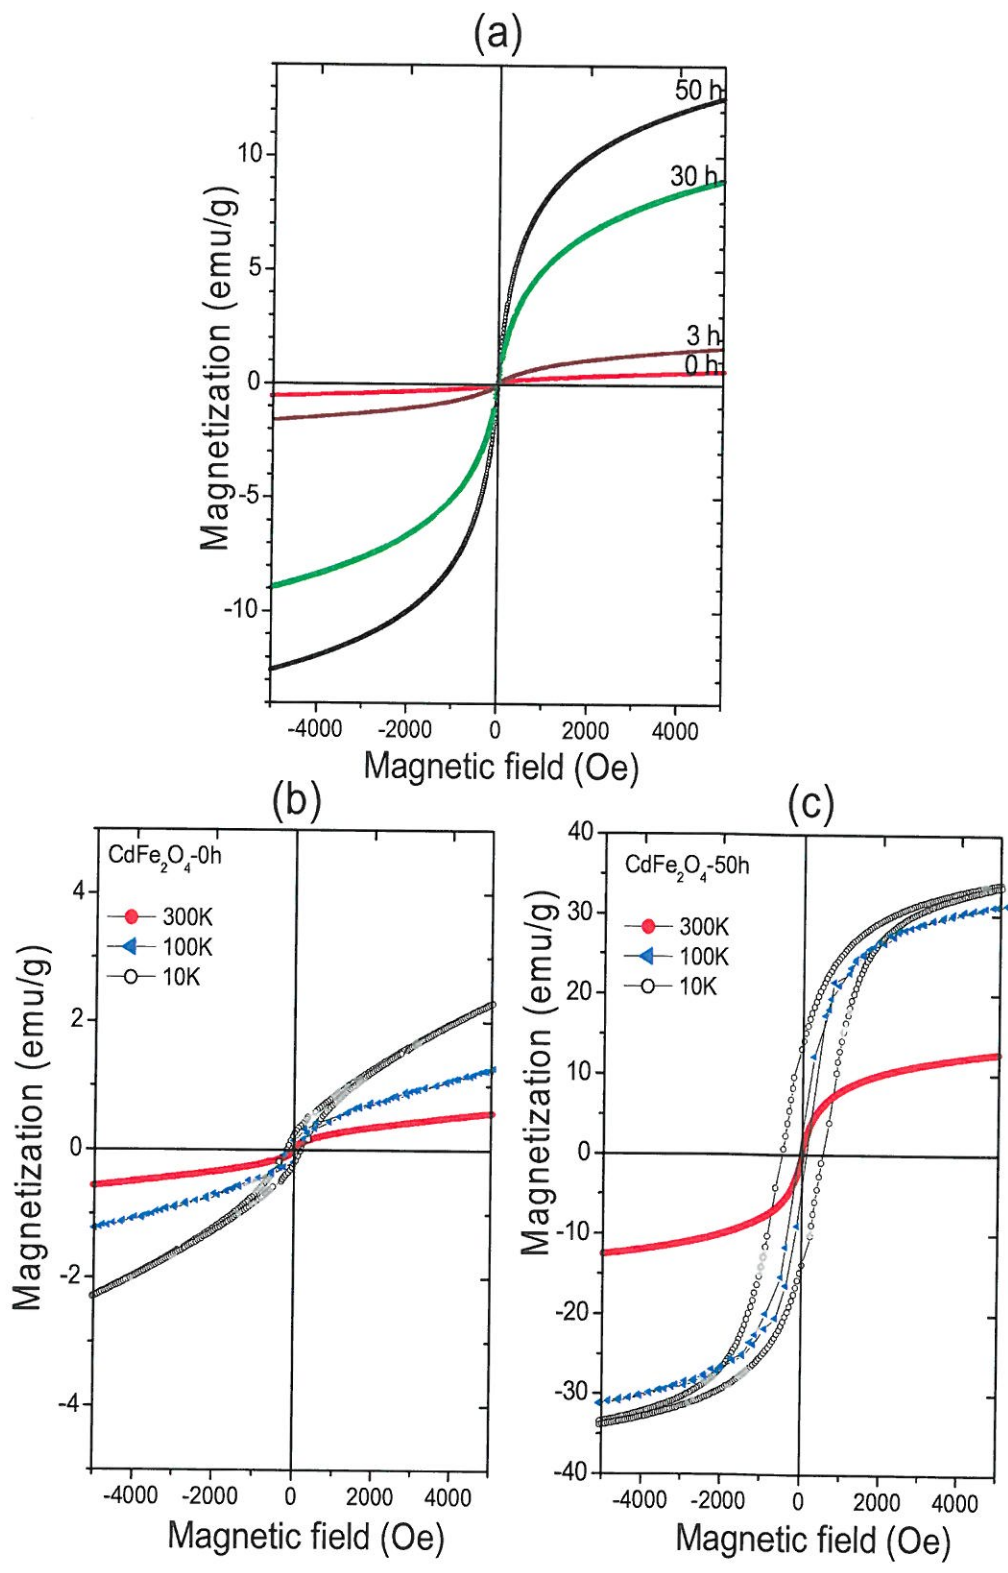 (a)
50 h
30 h
3 h
0 h
10
5
0
-5
-10
Magnetization (emu/g)
-4000 -2000 0 2000 4000
Magnetic field (Oe)
(b)
CdFe₂O₄-0h
300K
100K
10K
4
2
0
-2
-4
Magnetization (emu/g)
-4000 -2000 0 2000 4000
Magnetic field (Oe)
(c)
CdFe₂O₄-50h
300K
100K
10K
40
30
20
10
0
-10
-20
-30
-40
Magnetization (emu/g)
-4000 -2000 0 2000 4000
Magnetic field (Oe)